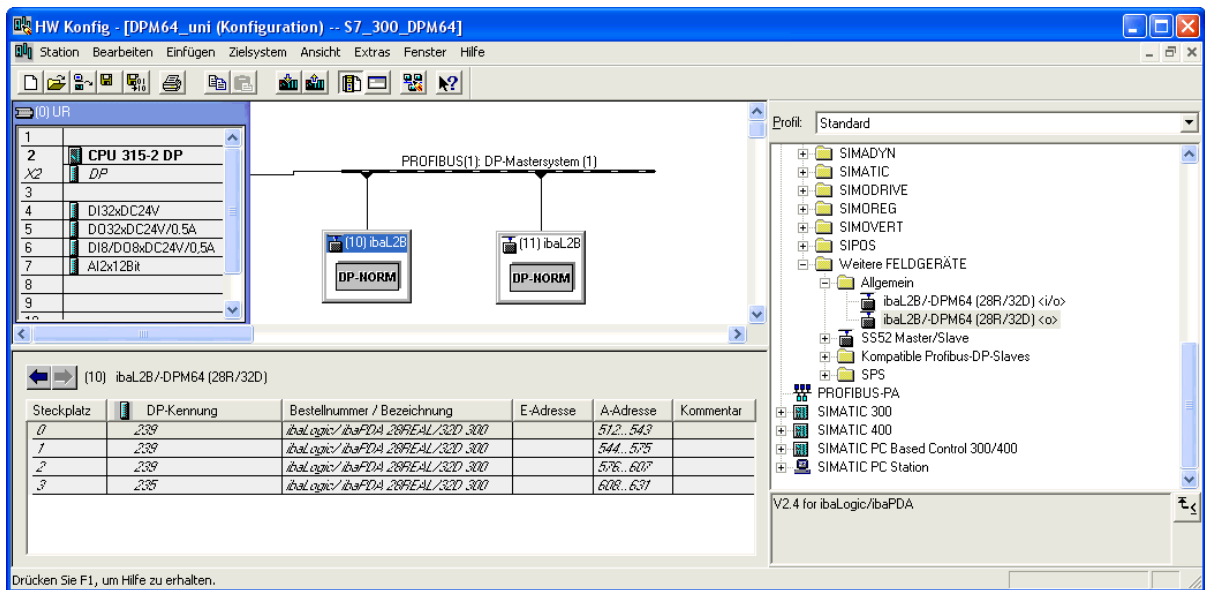 HW Konfig - [DPM64_uni (Konfiguration) -- S7_300_DPM64]
Station Bearbeiten Einfügen Zielsystem Ansicht Extras Fenster Hilfe
(0) UR
1
2 CPU 315-2 DP
X2 DP
3
4 DI32xDC24V
5 DO32xDC24V/0.5A
6 DI8/DO8xDC24V/0,5A
7 AI2x12Bit
8
9
PROFIBUS(1): DP-Mastersystem (1)
(10) ibaL2B
DP-NORM
(11) ibaL2B
DP-NORM
Profil: Standard
SIMADYN
SIMATIC
SIMODRIVE
SIMOREG
SIMOVERT
SIPOS
Weitere FELDGERÄTE
Allgemein
ibaL2B/-DPM64 (28R/32D) <i/o>
ibaL2B/-DPM64 (28R/32D) <o>
SS52 Master/Slave
Kompatible Profibus-DP-Slaves
SPS
PROFIBUS-PA
SIMATIC 300
SIMATIC 400
SIMATIC PC Based Control 300/400
SIMATIC PC Station
V2.4 for ibaLogic/ibaPDA
(10) ibaL2B/-DPM64 (28R/32D)
Steckplatz DP-Kennung Bestellnummer / Bezeichnung E-Adresse A-Adresse Kommentar
0 239 ibaLogic/ibaPDA 28REAL/32D 300 512...543
1 239 ibaLogic/ibaPDA 28REAL/32D 300 544...575
2 239 ibaLogic/ibaPDA 28REAL/32D 300 576...607
3 235 ibaLogic/ibaPDA 28REAL/32D 300 608...631
Drücken Sie F1, um Hilfe zu erhalten.